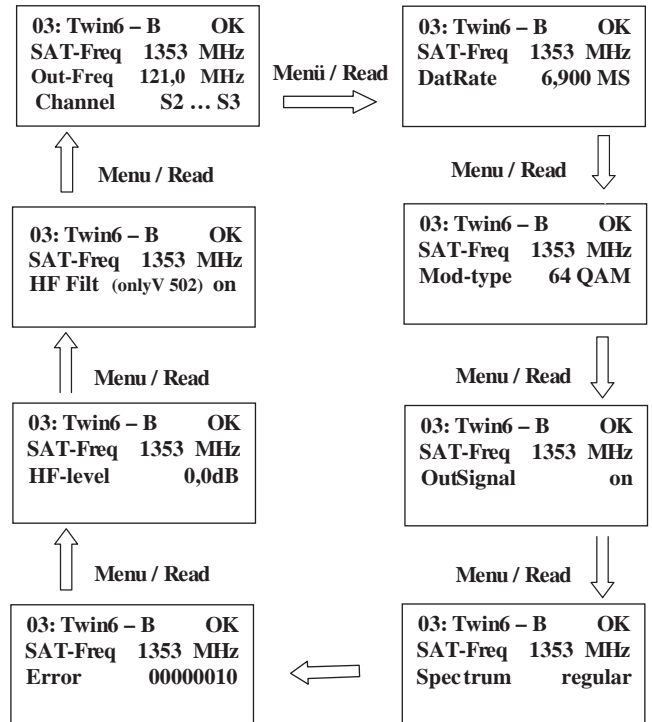 03: Twin6 – B OK
SAT-Freq 1353 MHz
Out-Freq 121,0 MHz
Channel S2 … S3
Menü / Read
03: Twin6 – B OK
SAT-Freq 1353 MHz
DatRate 6,900 MS
Menu / Read
Menu / Read
03: Twin6 – B OK
SAT-Freq 1353 MHz
HF Filt (onlyV 502) on
03: Twin6 – B OK
SAT-Freq 1353 MHz
Mod-type 64 QAM
Menu / Read
Menu / Read
03: Twin6 – B OK
SAT-Freq 1353 MHz
HF-level 0,0dB
03: Twin6 – B OK
SAT-Freq 1353 MHz
OutSignal on
Menu / Read
Menu / Read
03: Twin6 – B OK
SAT-Freq 1353 MHz
Error 00000010
03: Twin6 – B OK
SAT-Freq 1353 MHz
Spectrum regular